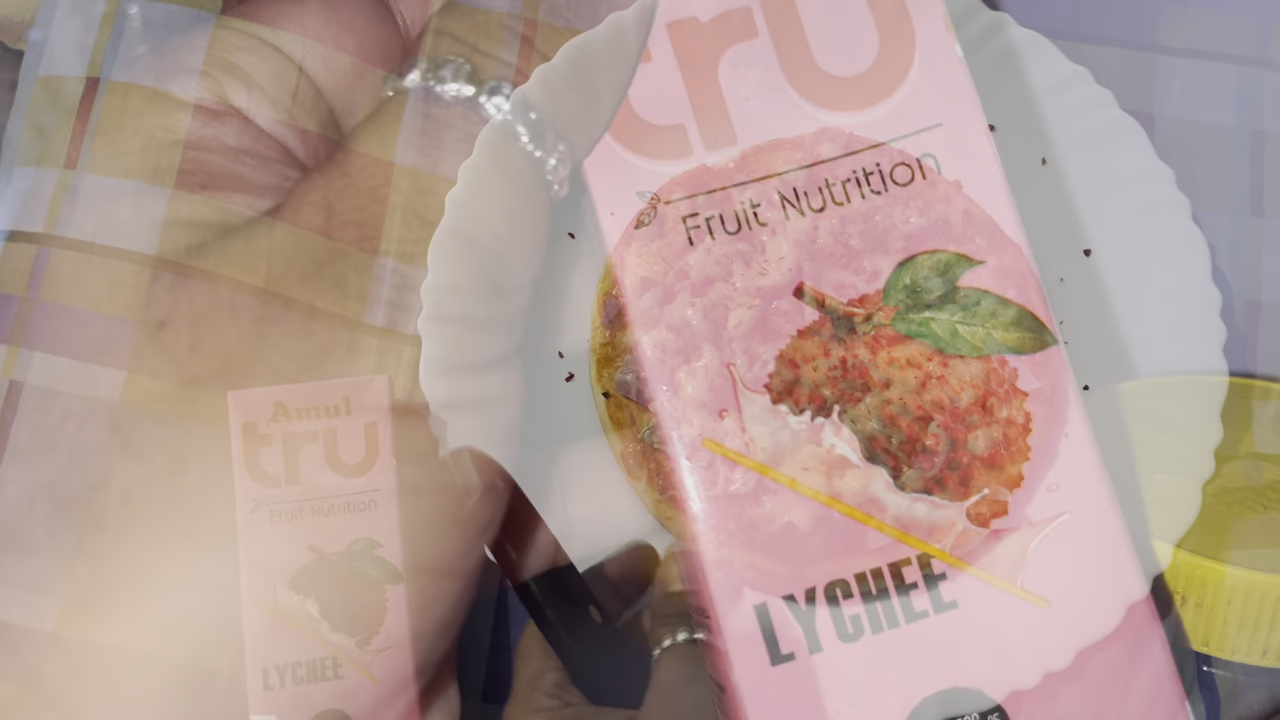 tru
Fruit Nutrition
LYCHEE
Amul
tru
Fruit Nutrition
LYCHEE